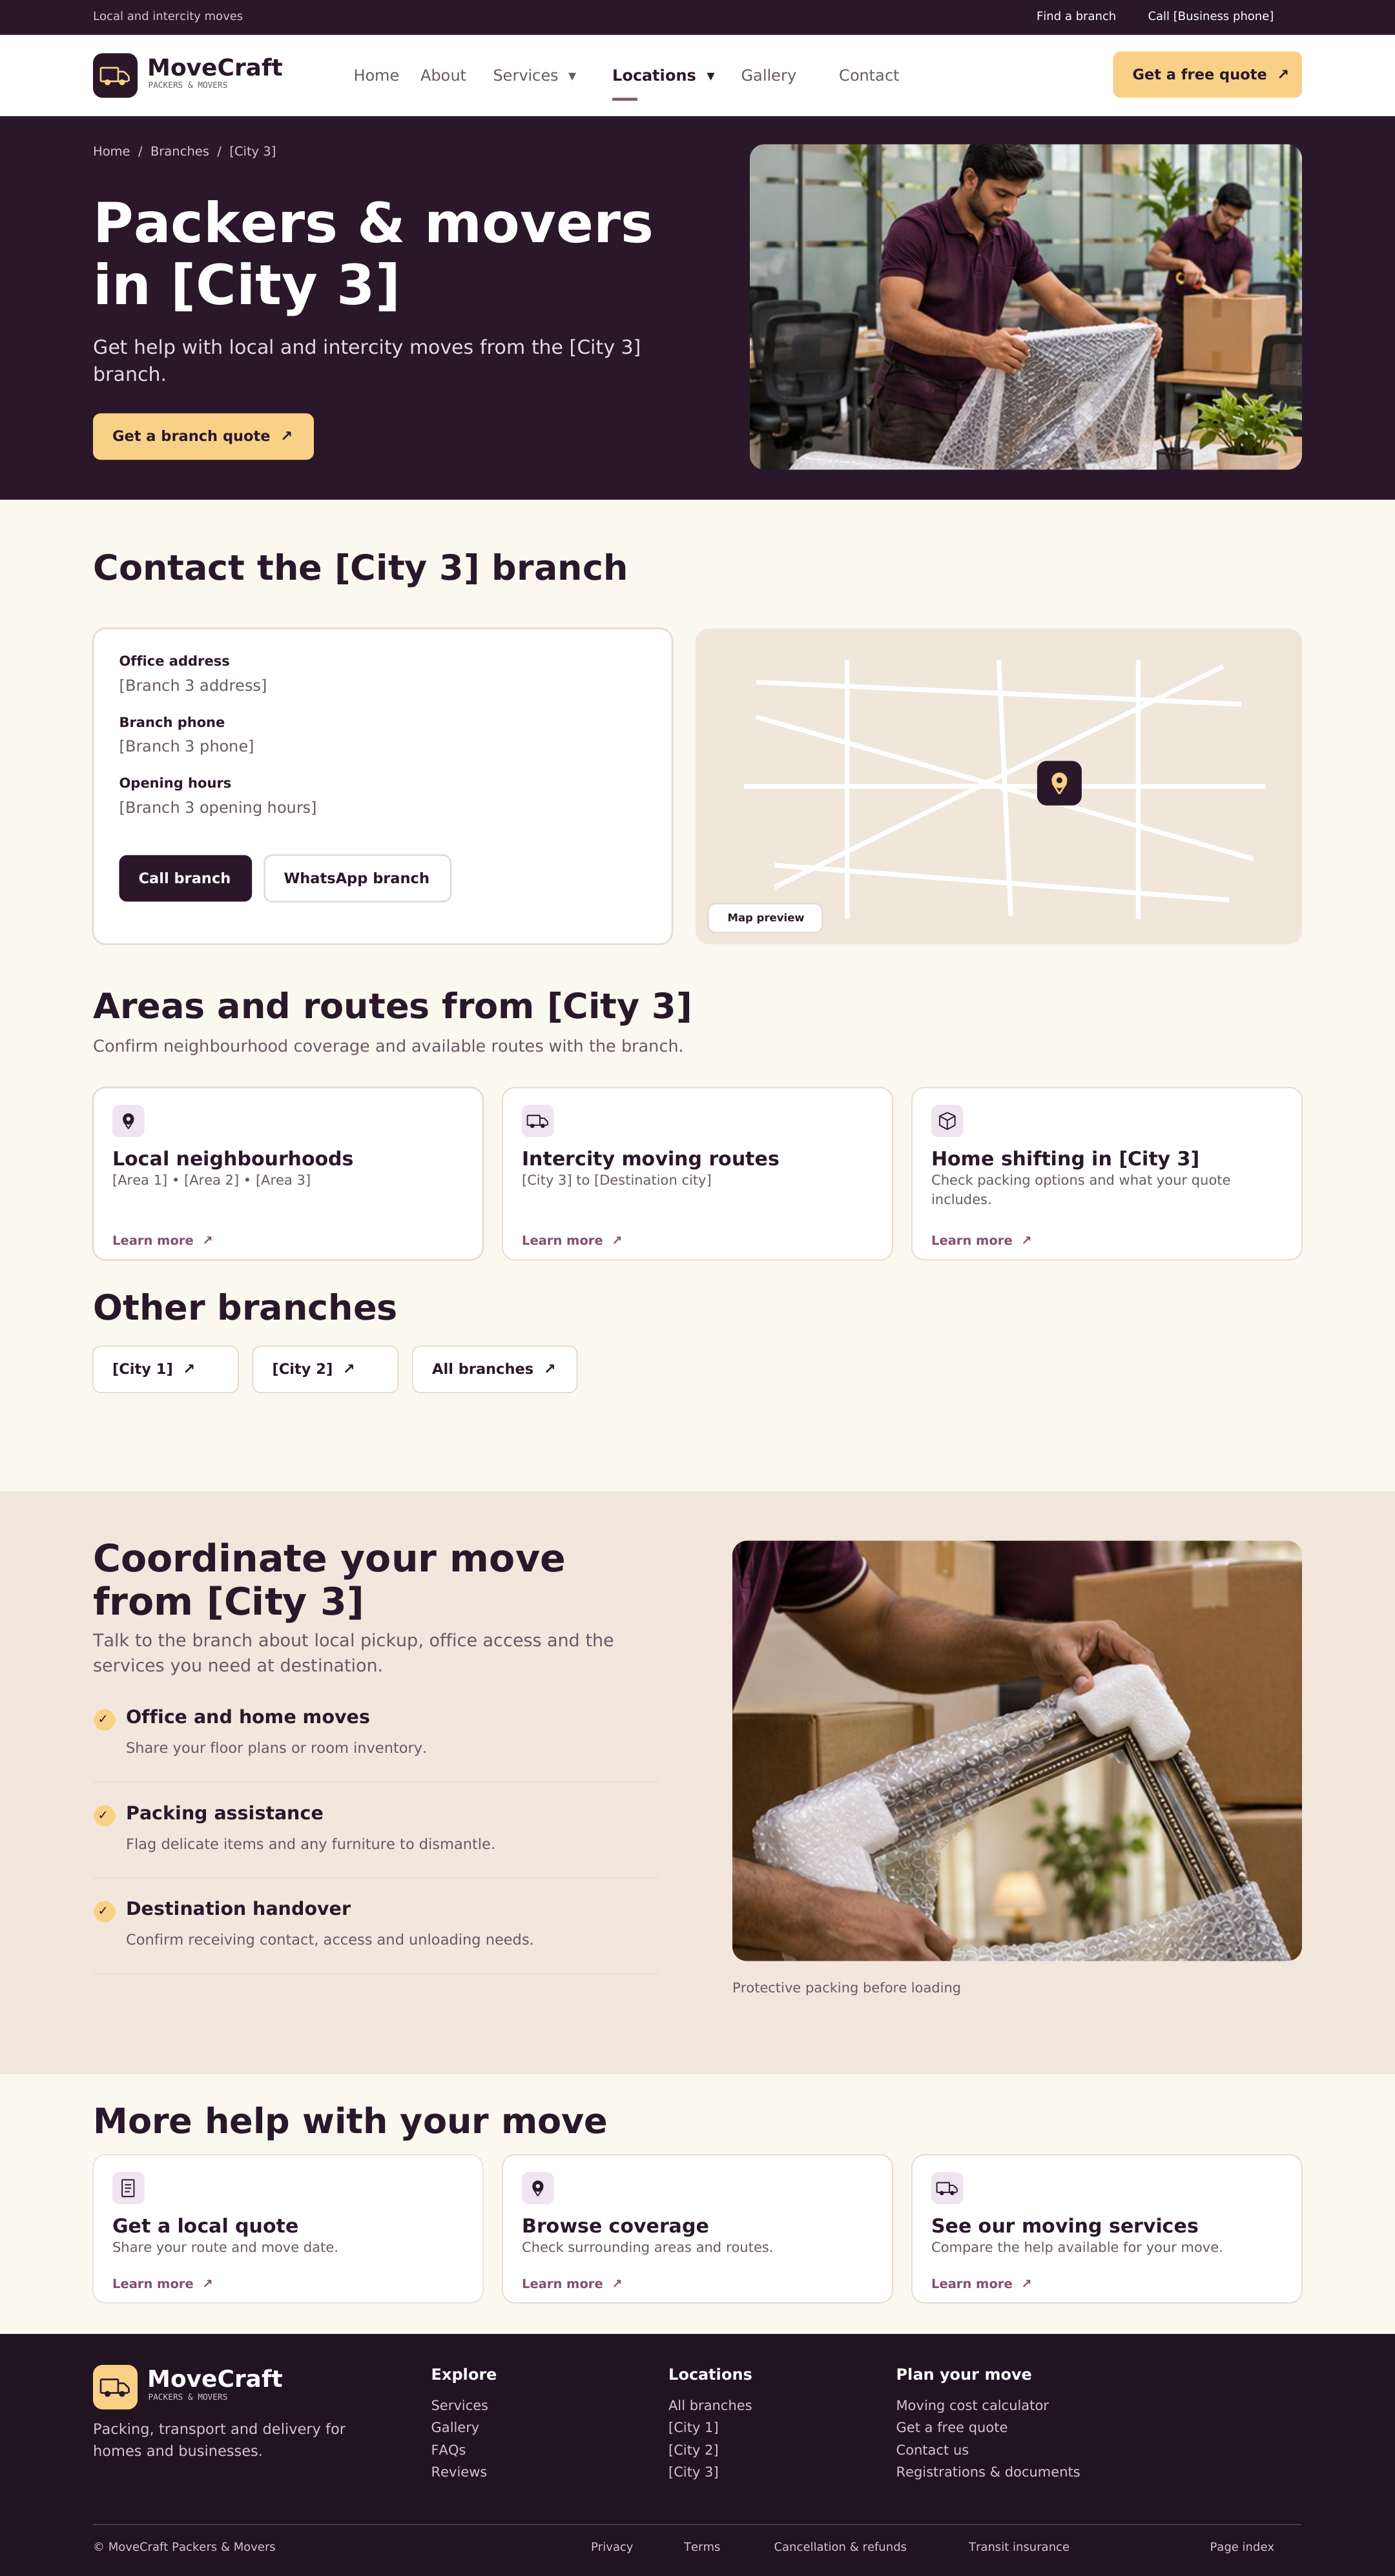 Local and intercity moves
Find a branch
Call [Business phone]
MoveCraft
PACKERS & MOVERS
Home
About
Services ▾
Locations ▾
Gallery
Contact
Get a free quote ↗
Home / Branches / [City 3]
Packers & movers
in [City 3]
Get help with local and intercity moves from the [City 3]
branch.
Get a branch quote ↗
Contact the [City 3] branch
Office address
[Branch 3 address]
Branch phone
[Branch 3 phone]
Opening hours
[Branch 3 opening hours]
Call branch
WhatsApp branch
Map preview
Areas and routes from [City 3]
Confirm neighbourhood coverage and available routes with the branch.
Local neighbourhoods
[Area 1] • [Area 2] • [Area 3]
Learn more ↗
Intercity moving routes
[City 3] to [Destination city]
Learn more ↗
Home shifting in [City 3]
Check packing options and what your quote
includes.
Learn more ↗
Other branches
[City 1] ↗
[City 2] ↗
All branches ↗
Coordinate your move
from [City 3]
Talk to the branch about local pickup, office access and the
services you need at destination.
✓ Office and home moves
Share your floor plans or room inventory.
✓ Packing assistance
Flag delicate items and any furniture to dismantle.
✓ Destination handover
Confirm receiving contact, access and unloading needs.
Protective packing before loading
More help with your move
Get a local quote
Share your route and move date.
Learn more ↗
Browse coverage
Check surrounding areas and routes.
Learn more ↗
See our moving services
Compare the help available for your move.
Learn more ↗
MoveCraft
PACKERS & MOVERS
Packing, transport and delivery for
homes and businesses.
Explore
Services
Gallery
FAQs
Reviews
Locations
All branches
[City 1]
[City 2]
[City 3]
Plan your move
Moving cost calculator
Get a free quote
Contact us
Registrations & documents
© MoveCraft Packers & Movers
Privacy
Terms
Cancellation & refunds
Transit insurance
Page index